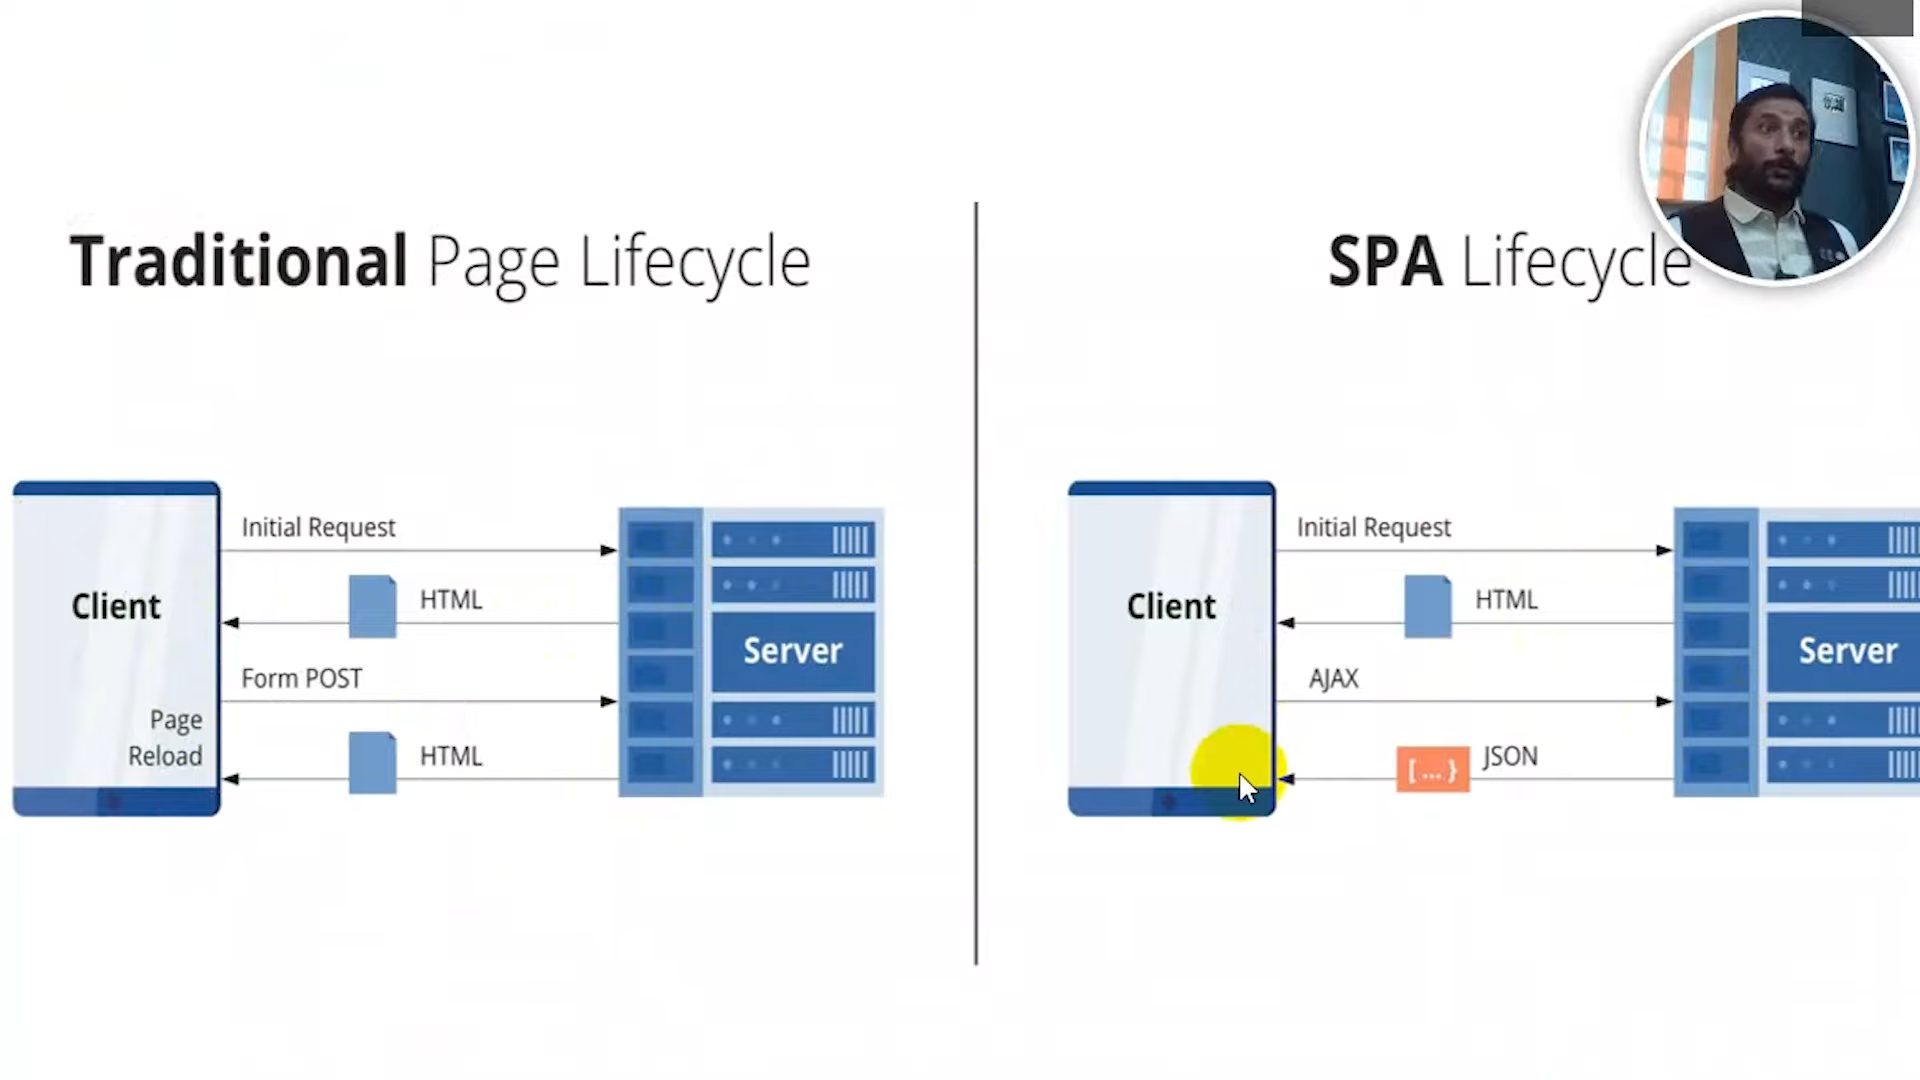 Traditional Page Lifecycle
Initial Request
HTML
Client
Form POST
Server
Page
Reload
HTML
SPA Lifecycle
Initial Request
HTML
Client
AJAX
Server
[...}
JSON